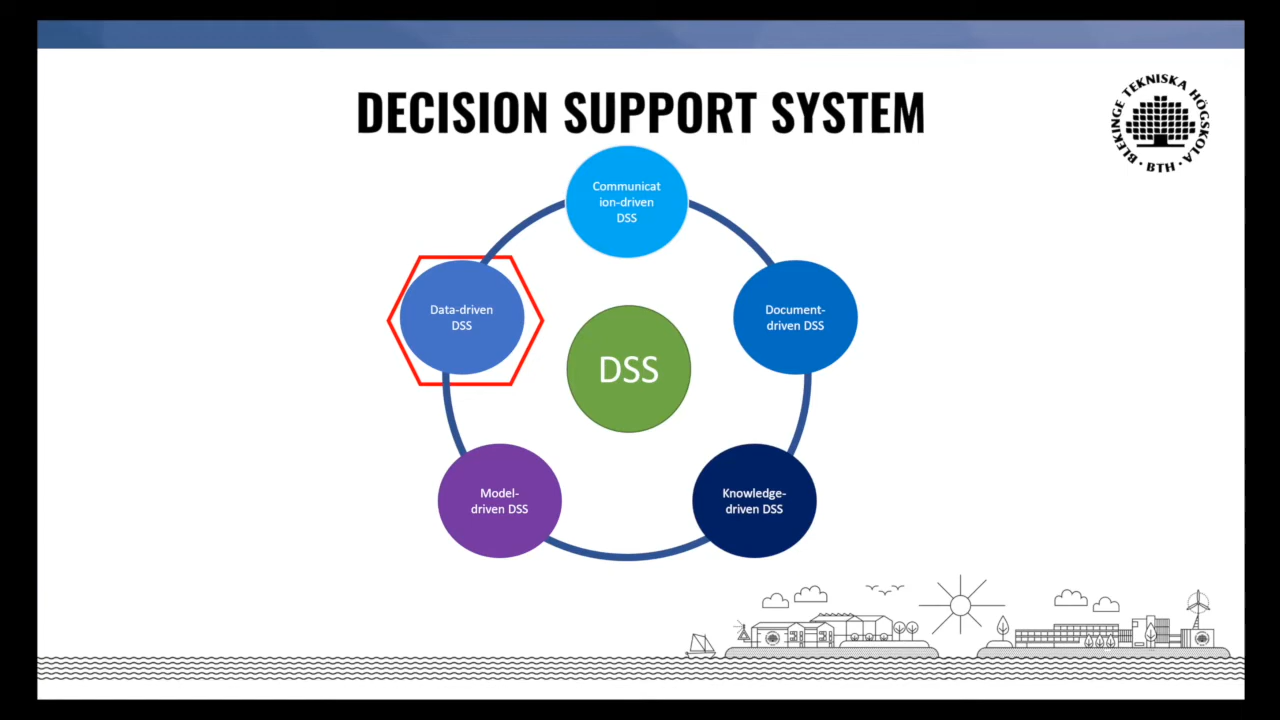 DECISION SUPPORT SYSTEM
BLEKINGE TEKNISKA HÖGSKOLA
· BTH ·
Communicat
ion-driven
DSS
Data-driven
DSS
Document-
driven DSS
DSS
Model-
driven DSS
Knowledge-
driven DSS